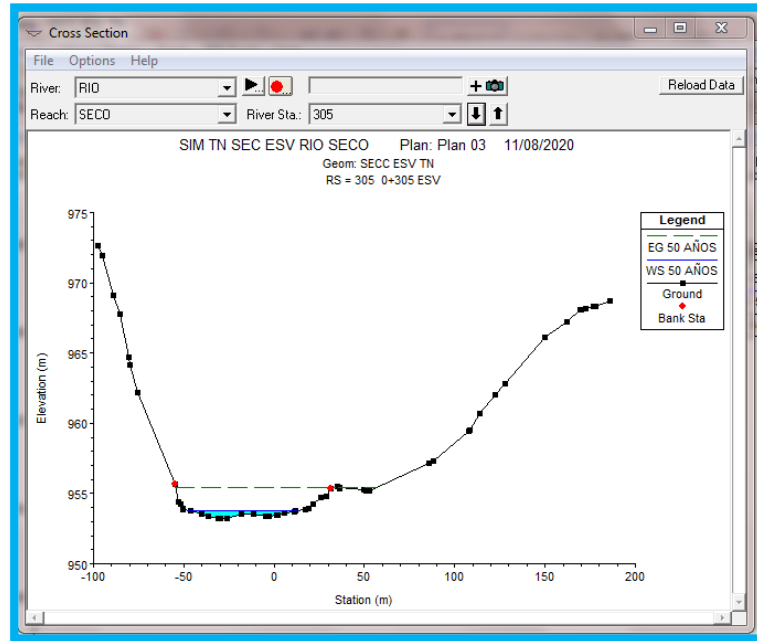 Cross Section
File Options Help
River: RIO
Reload Data
Reach: SECO River Sta.: 305
SIM TN SEC ESV RIO SECO Plan: Plan 03 11/08/2020
Geom: SECC ESV TN
RS = 305 0+305 ESV
Elevation (m)
975
970
965
960
955
950
-100 -50 0 50 100 150 200
Station (m)
Legend
EG 50 AÑOS
WS 50 AÑOS
Ground
Bank Sta